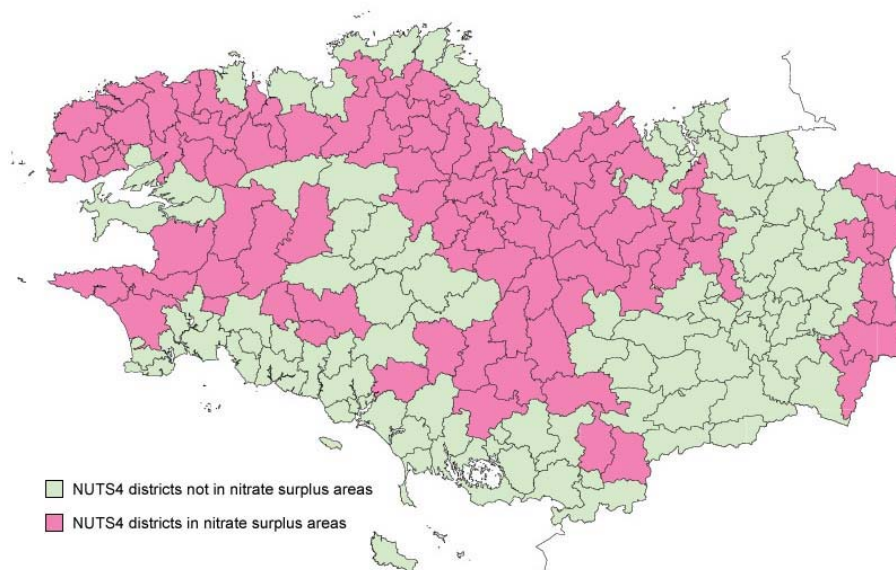 NUTS4 districts not in nitrate surplus areas
NUTS4 districts in nitrate surplus areas